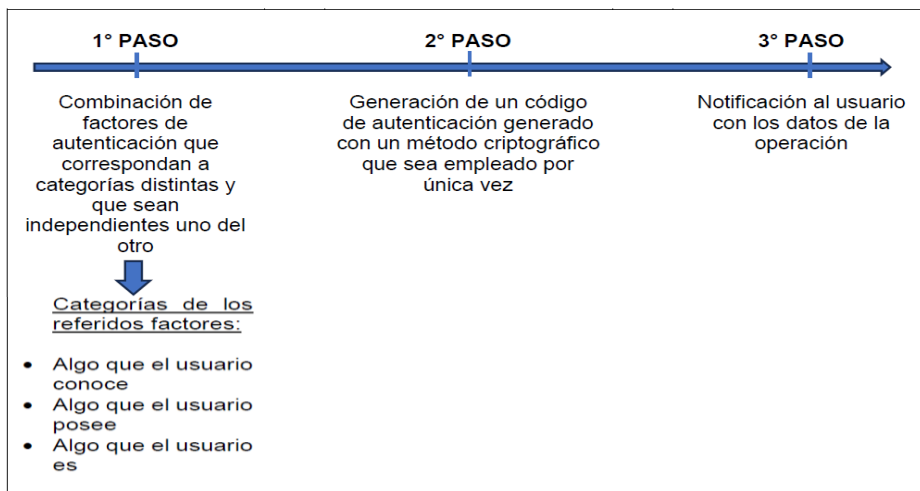 1° PASO
Combinación de
factores de
autenticación que
correspondan a
categorías distintas y
que sean
independientes uno del
otro
Categorías de los
referidos factores:
• Algo que el usuario
conoce
• Algo que el usuario
posee
• Algo que el usuario
es
2° PASO
Generación de un código
de autenticación generado
con un método criptográfico
que sea empleado por
única vez
3° PASO
Notificación al usuario
con los datos de la
operación